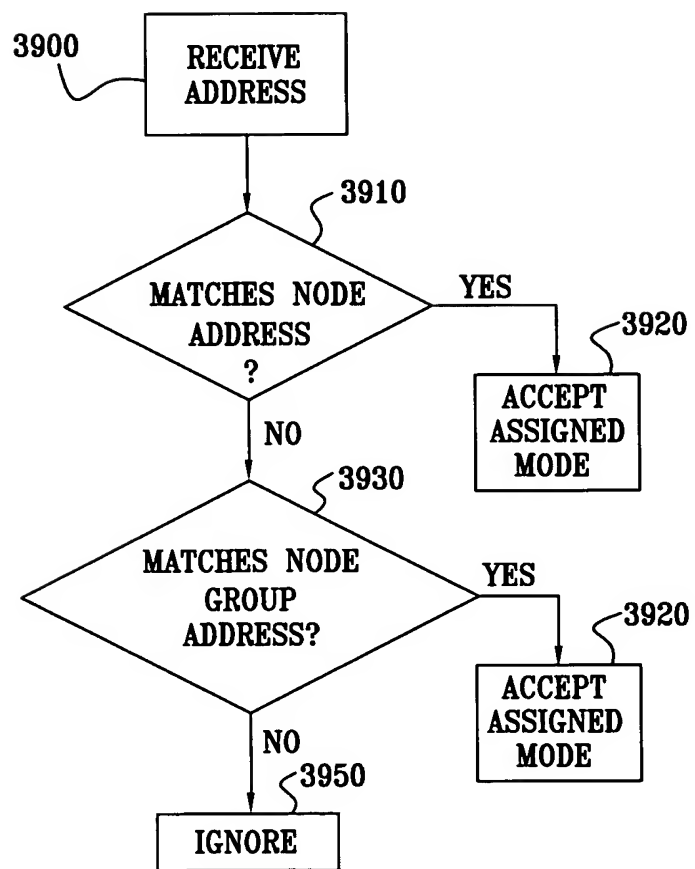 3900
RECEIVE
ADDRESS
3910
MATCHES NODE
ADDRESS
?
YES
3920
ACCEPT
ASSIGNED
MODE
NO
3930
MATCHES NODE
GROUP
ADDRESS?
YES
3920
ACCEPT
ASSIGNED
MODE
NO
3950
IGNORE